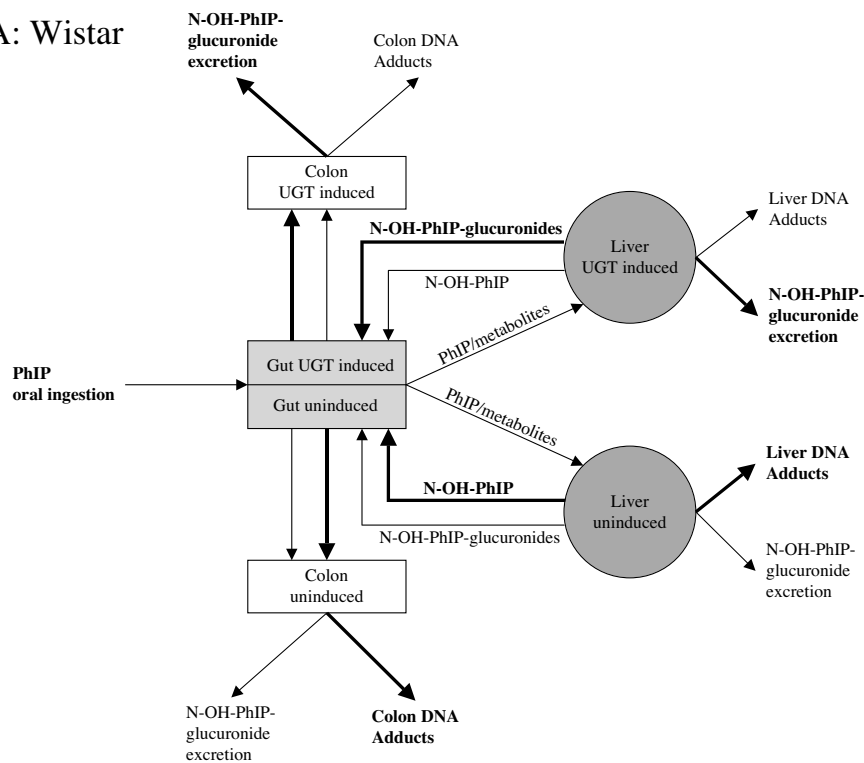 A: Wistar
N-OH-PhIP-
glucuronide
excretion
Colon DNA
Adducts
Colon
UGT induced
N-OH-PhIP-glucuronides
N-OH-PhIP
Liver
UGT induced
Liver DNA
Adducts
N-OH-PhIP-
glucuronide
excretion
PhIP/metabolites
PhIP
oral ingestion
Gut UGT induced
Gut uninduced
PhIP/metabolites
N-OH-PhIP
N-OH-PhIP-glucuronides
Liver
uninduced
Liver DNA
Adducts
N-OH-PhIP-
glucuronide
excretion
Colon
uninduced
N-OH-PhIP-
glucuronide
excretion
Colon DNA
Adducts